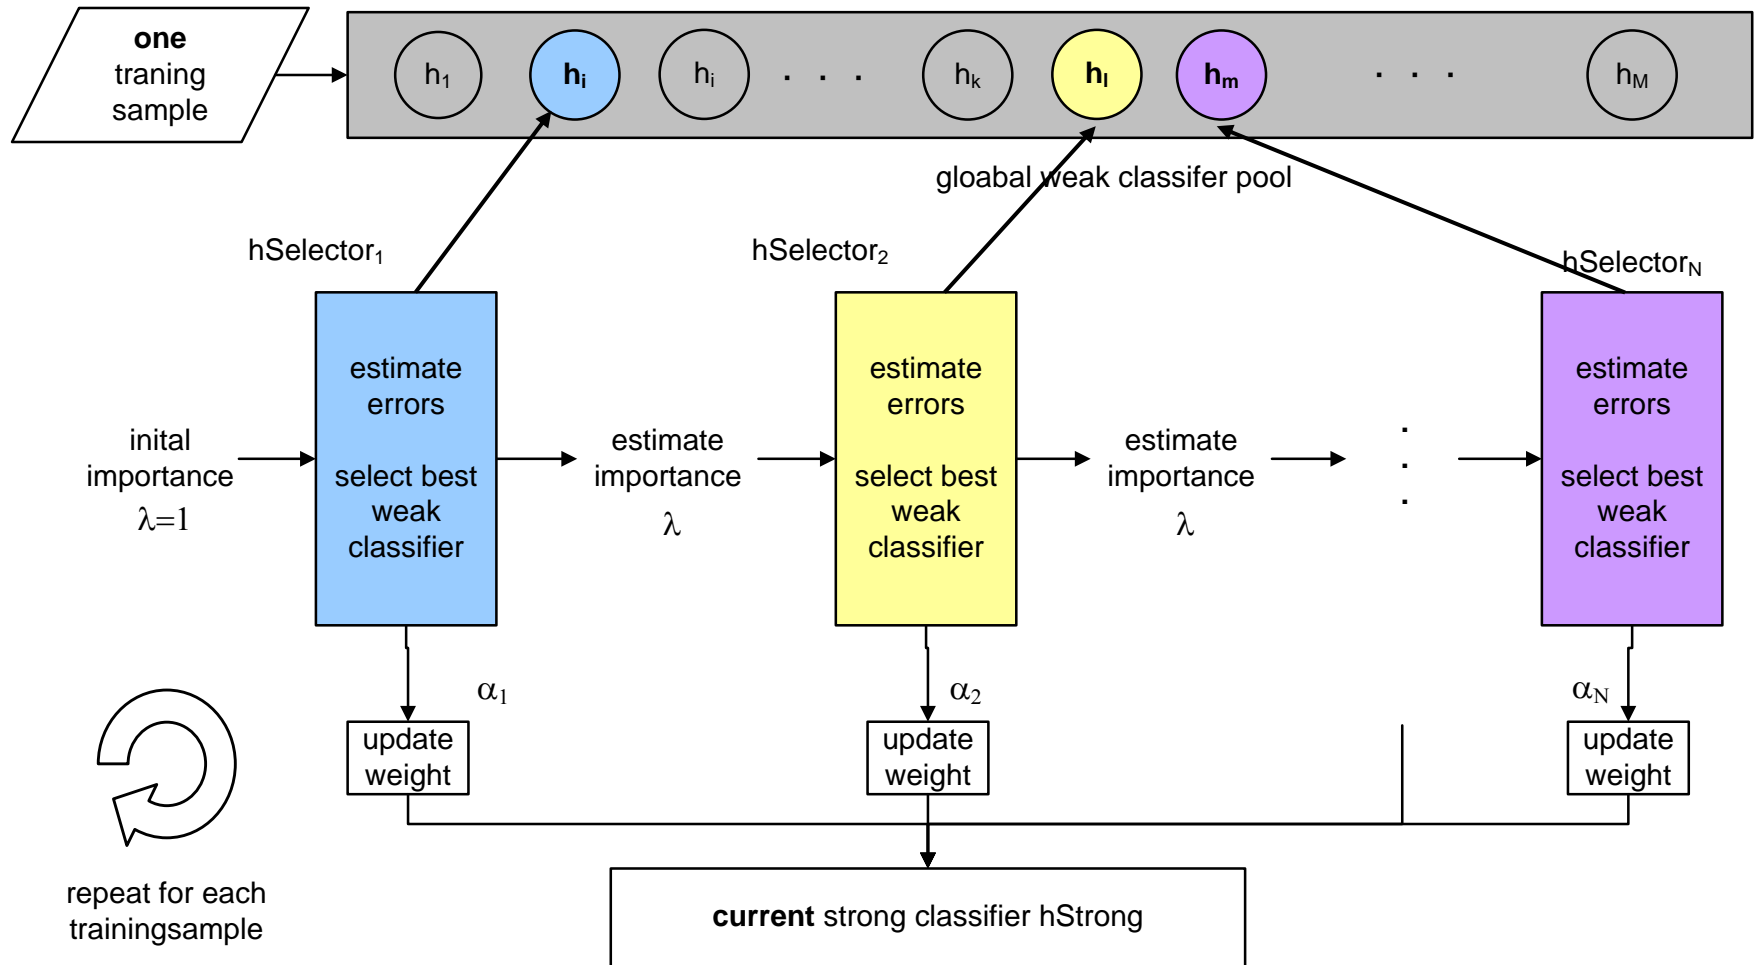 one
traning
sample
h1
hi
hi
. . .
hk
hl
hm
. . .
hM
gloabal weak classifer pool
hSelector1
hSelector2
hSelectorN
inital
importance
λ=1
estimate
errors
select best
weak
classifier
estimate
importance
λ
estimate
errors
select best
weak
classifier
estimate
importance
λ
.
.
.
estimate
errors
select best
weak
classifier
α1
α2
αN
update
weight
update
weight
update
weight
repeat for each
trainingsample
current strong classifier hStrong